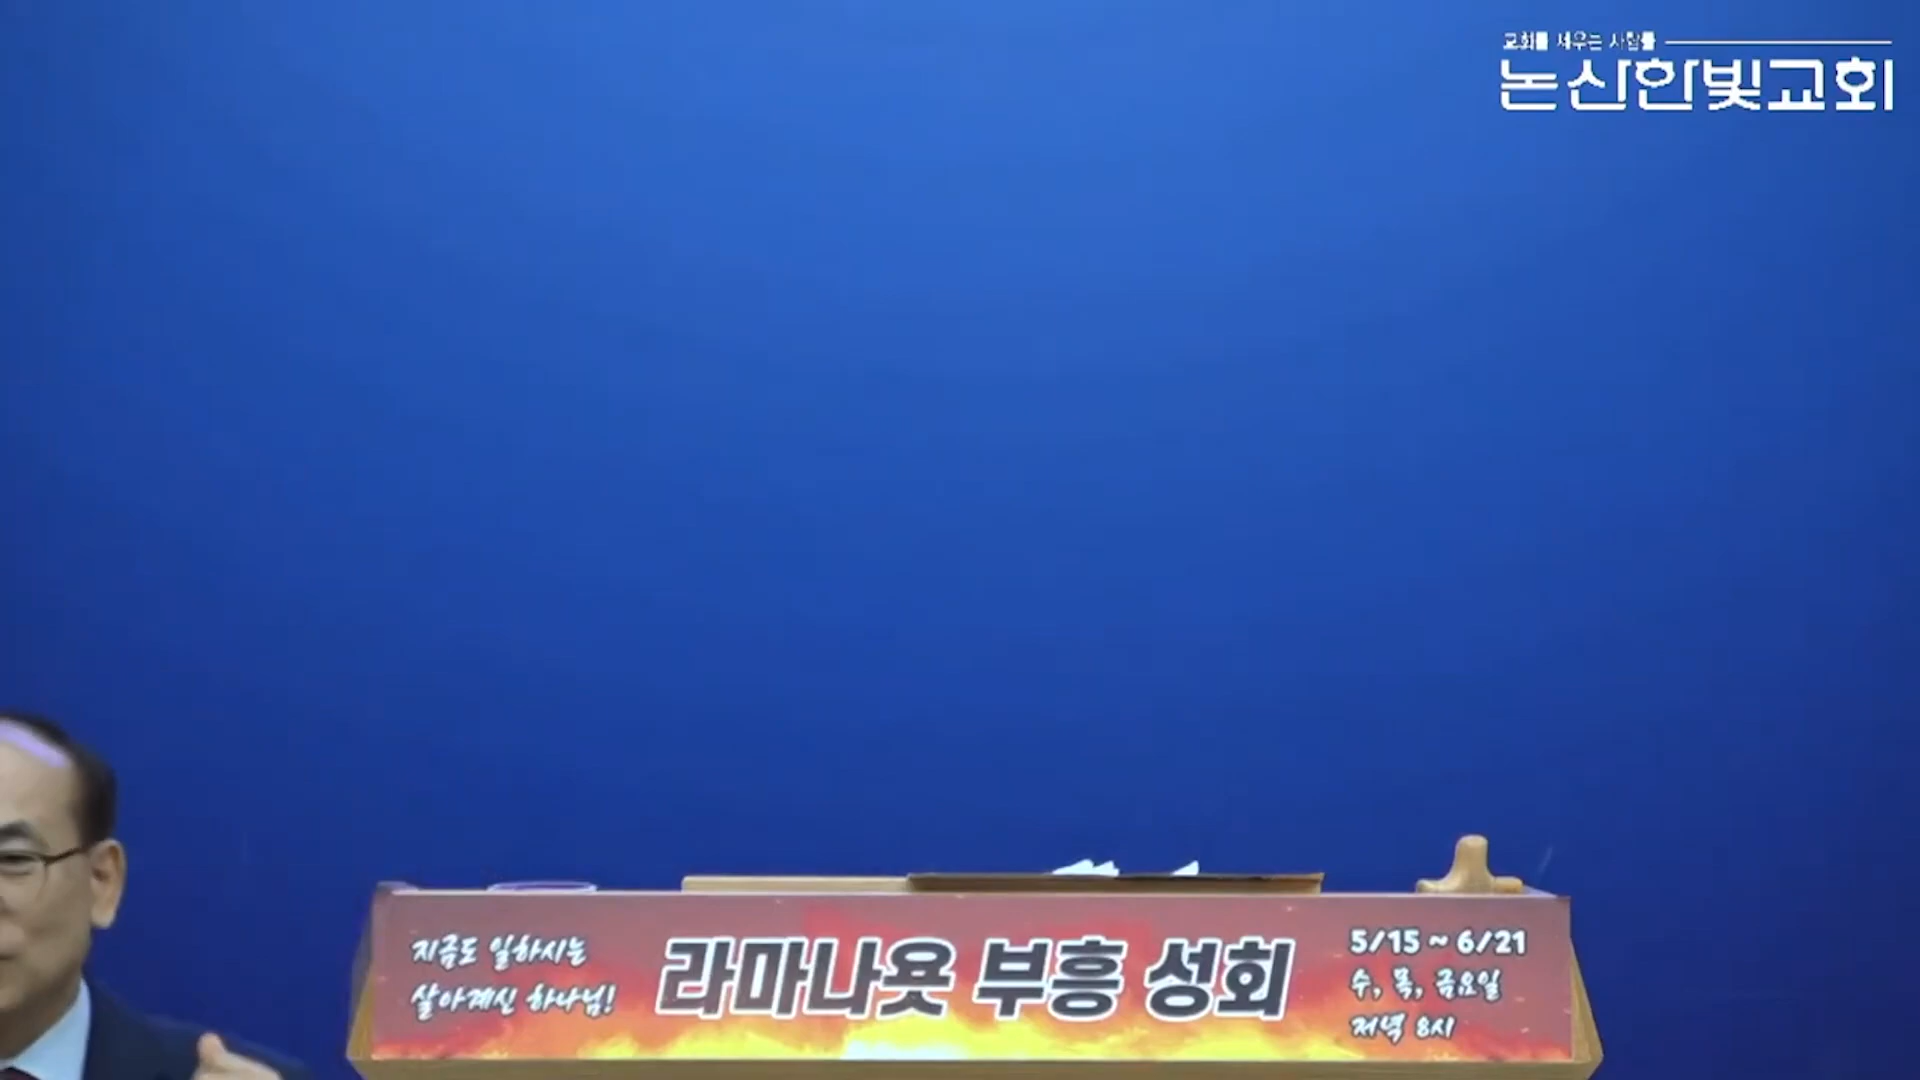 교회를 세우는 사람들
논산한빛교회
지금도 일하시는
살아계신 하나님!
라마나욧 부흥 성회
5/15 ~ 6/21
수, 목, 금요일
저녁 8시